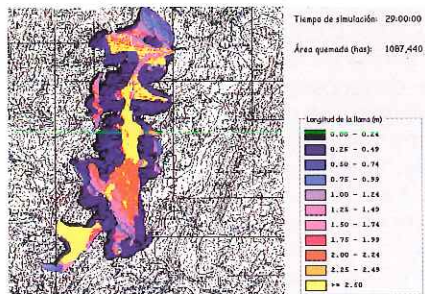 Tiempo de simulación: 29:00:00
Área quemada (has): 1087,440
Longitud de la llama (m)
0.00 - 0.24
0.25 - 0.49
0.50 - 0.74
0.75 - 0.99
1.00 - 1.24
1.25 - 1.49
1.50 - 1.74
1.75 - 1.99
2.00 - 2.24
2.25 - 2.49
>= 2.50